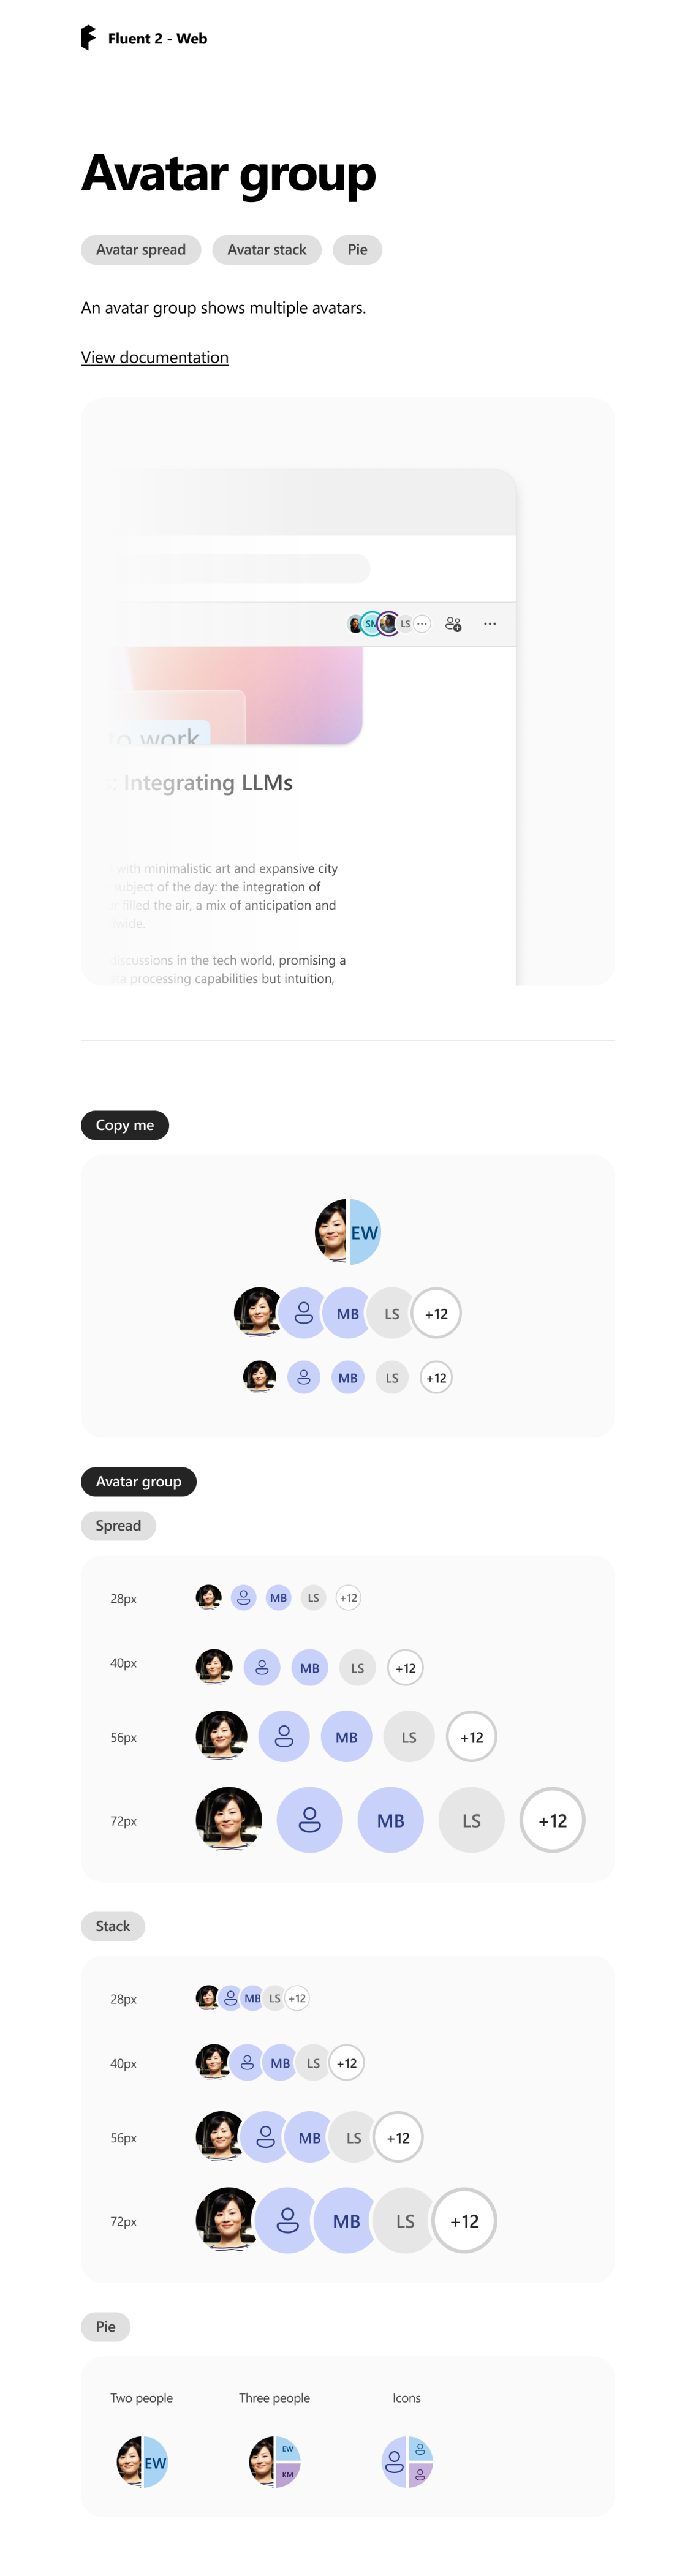 Fluent 2 - Web
Avatar group
Avatar spread
Avatar stack
Pie
An avatar group shows multiple avatars.
View documentation
LS
to work
: Integrating LLMs
with minimalistic art and expansive city
subject of the day: the integration of
filled the air, a mix of anticipation and
discussions in the tech world, promising a
processing capabilities but intuition,
Copy me
EW
MB LS +12
MB LS +12
Avatar group
Spread
28px MB LS +12
40px MB LS +12
56px MB LS +12
72px MB LS +12
Stack
28px MB LS +12
40px MB LS +12
56px MB LS +12
72px MB LS +12
Pie
Two people Three people Icons
EW
EW
KM